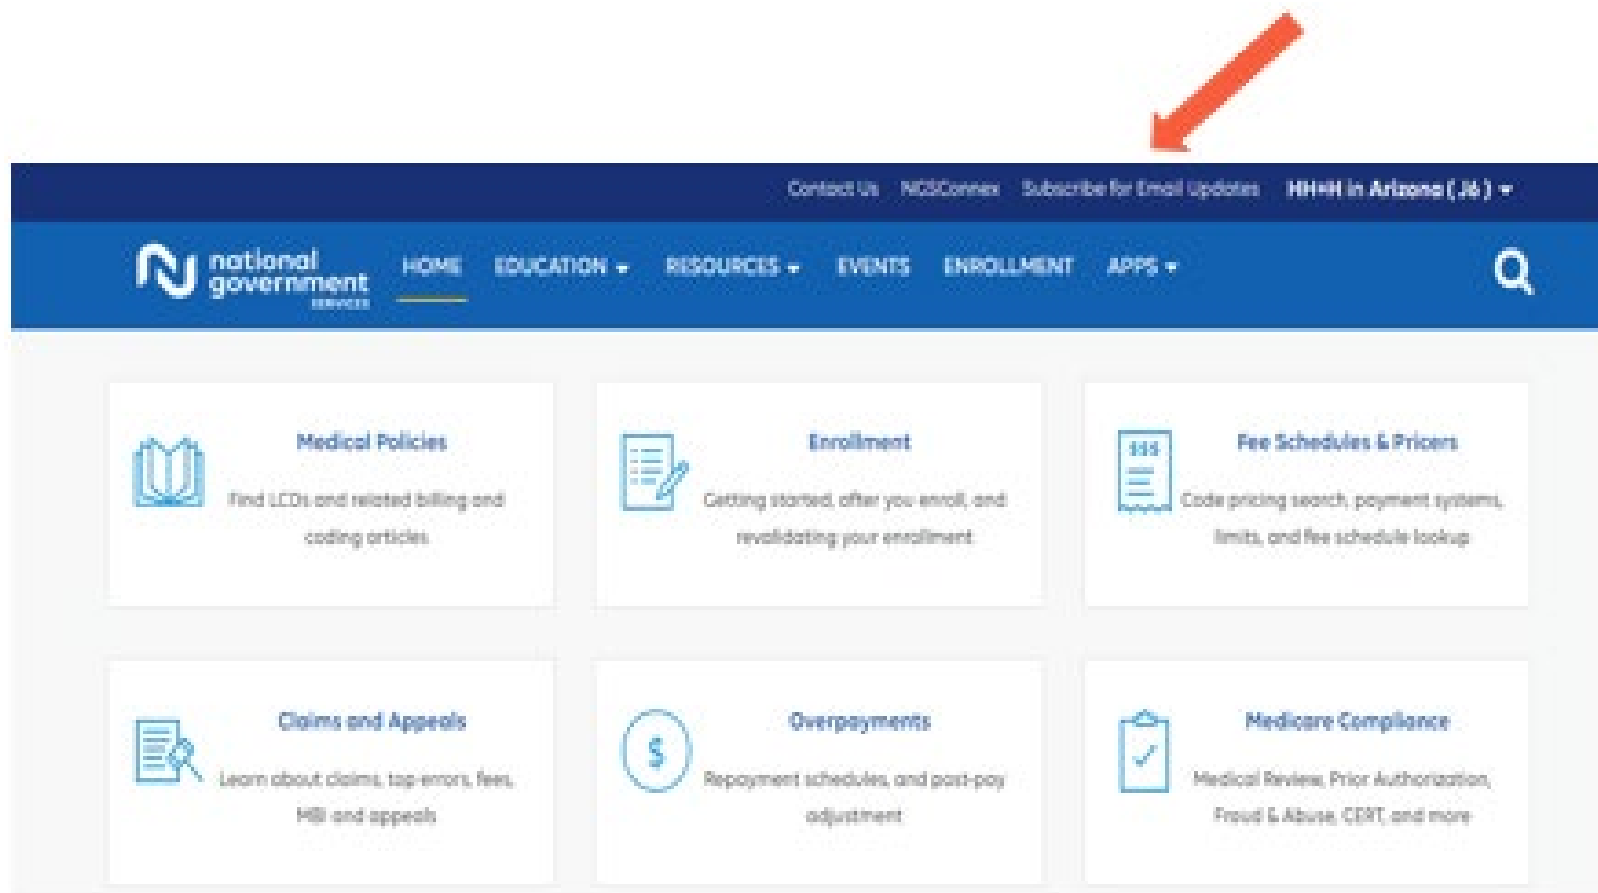 Contact Us NGSConnex Subscribe for Email Updates HH+H in Arizona ( J6 )
national
government
SERVICES
HOME EDUCATION RESOURCES EVENTS ENROLLMENT APPS
Medical Policies
Find LCDs and related billing and
coding articles
Enrollment
Getting started, after you enroll, and
revalidating your enrollment
$$$
Fee Schedules & Pricers
Code pricing search, payment systems,
limits, and fee schedule lookup
Claims and Appeals
Learn about claims, top errors, fees,
MBI and appeals
$
Overpayments
Repayment schedules, and post-pay
adjustment
Medicare Compliance
Medical Review, Prior Authorization,
Fraud & Abuse, CERT, and more